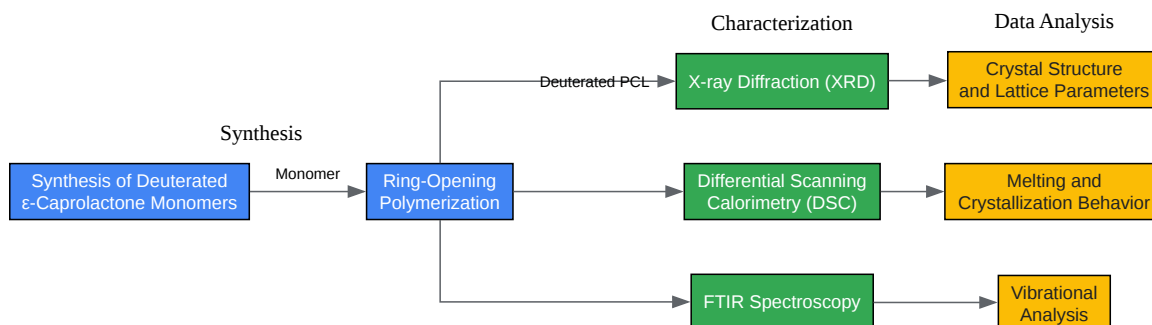 Characterization
Data Analysis
Deuterated PCL
X-ray Diffraction (XRD)
Crystal Structure
and Lattice Parameters
Synthesis
Synthesis of Deuterated
ε-Caprolactone Monomers
Monomer
Ring-Opening
Polymerization
Differential Scanning
Calorimetry (DSC)
Melting and
Crystallization Behavior
FTIR Spectroscopy
Vibrational
Analysis